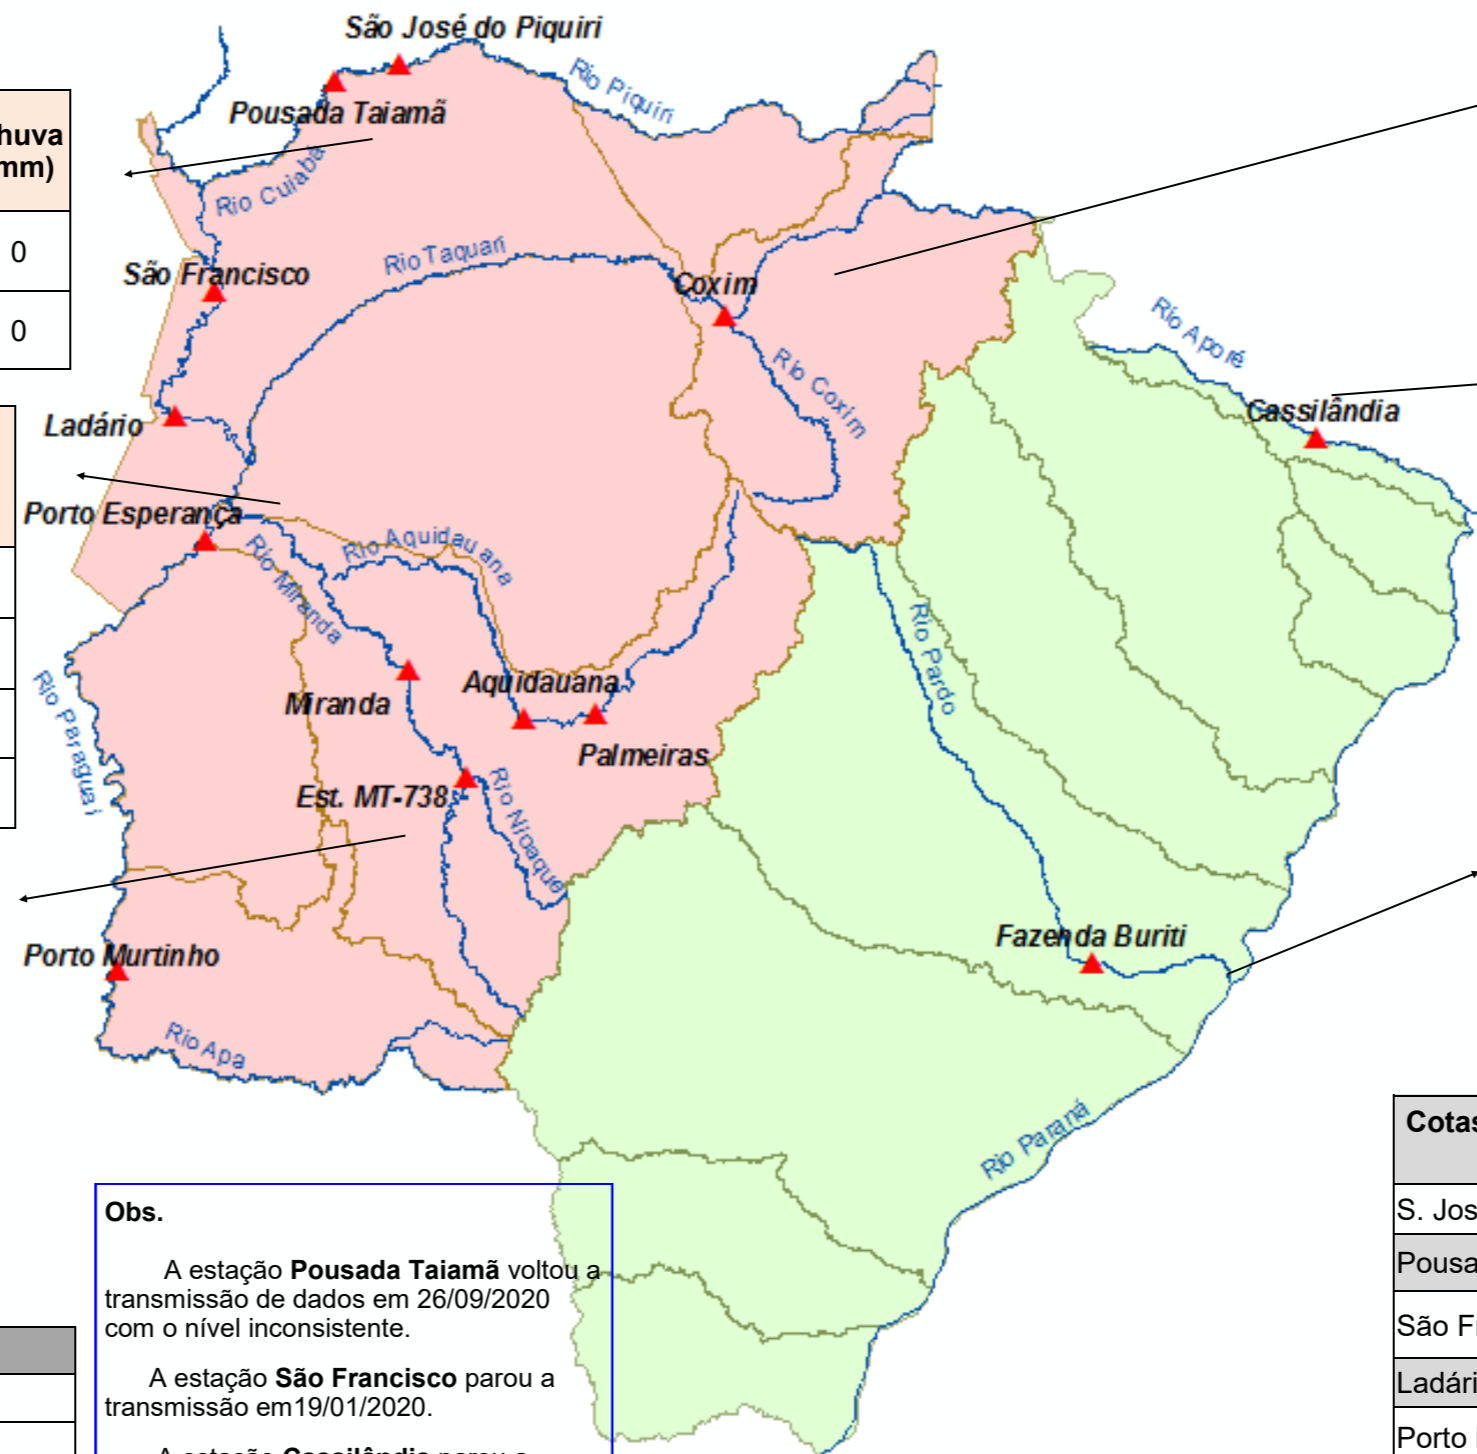 São José do Piquiri
Rio Piquiri
Pousada Taiamã
huva
mm)
Rio Cuiabá
0
Rio Taquari
São Francisco
Coxim
0
Rio Aporé
Rio Coxim
Cassilândia
Ladário
Porto Esperança
Rio Aquidauana
Rio Miranda
Rio Pardo
Rio Paraguai
Aquidauana
Miranda
Palmeiras
Est. MT-738
Rio Nioaque
Fazenda Buriti
Porto Murtinho
Rio Apa
Rio Paraná
Cotas
S. Jos
Pousa
São Fr
Ladári
Porto
Obs.
A estação Pousada Taiamã voltou a
transmissão de dados em 26/09/2020
com o nível inconsistente.
A estação São Francisco parou a
transmissão em19/01/2020.
A estação Cassilândia parou a